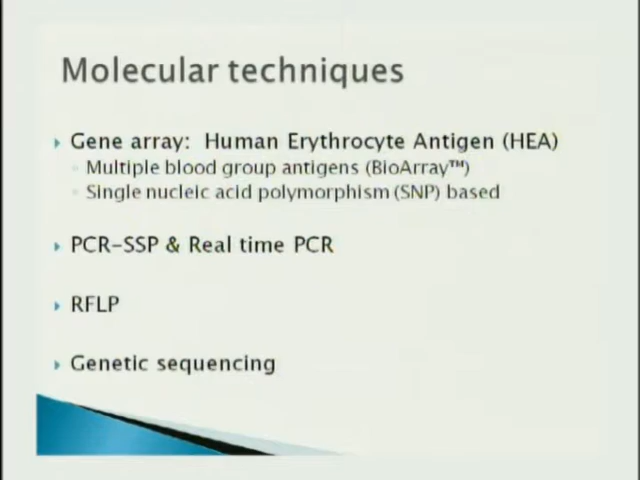 Molecular techniques
Gene array: Human Erythrocyte Antigen (HEA)
Multiple blood group antigens (BioArray™)
Single nucleic acid polymorphism (SNP) based
PCR-SSP & Real time PCR
RFLP
Genetic sequencing